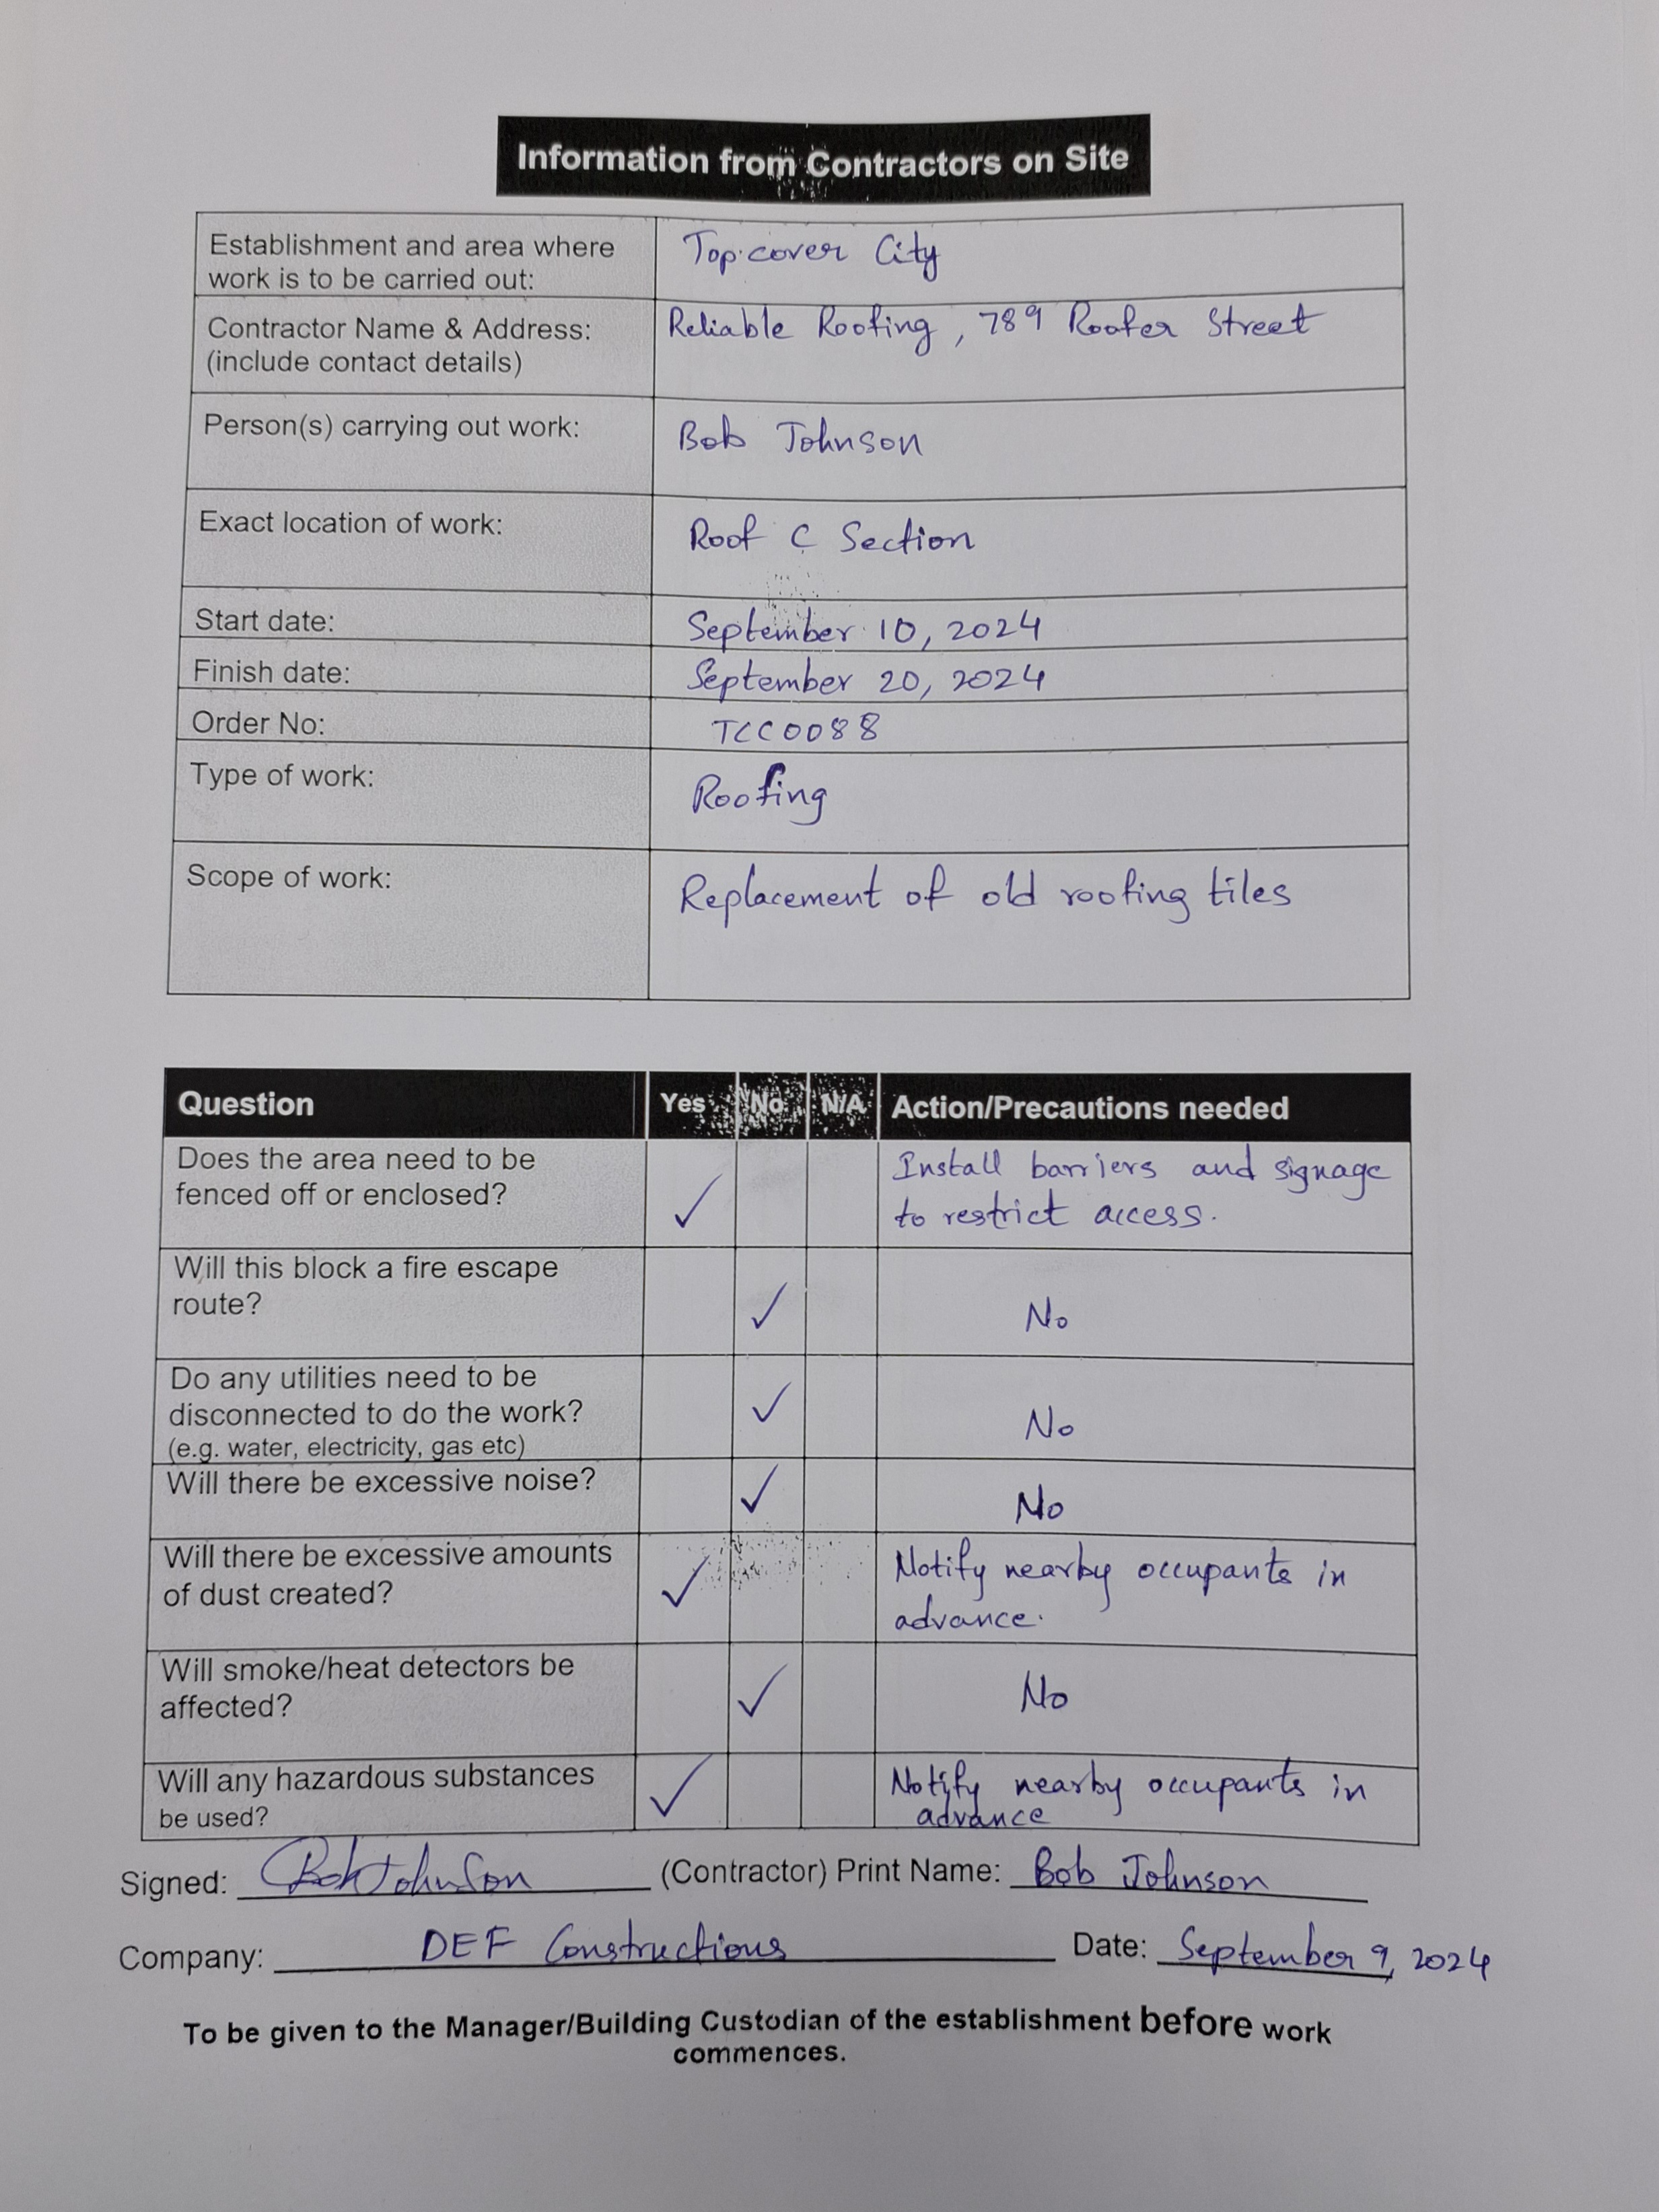 Information from Contractors on Site
Establishment and area where
work is to be carried out:
Top cover City
Contractor Name & Address:
(include contact details)
Reliable Roofing, 789 Roofer Street
Person(s) carrying out work:
Bob Johnson
Exact location of work:
Roof C Section
Start date:
September 10, 2024
Finish date:
September 20, 2024
Order No:
TCC0088
Type of work:
Roofing
Scope of work:
Replacement of old roofing tiles
Question Yes No N/A Action/Precautions needed
Does the area need to be
fenced off or enclosed?
✓
Install barriers and signage
to restrict access.
Will this block a fire escape
route?
✓
No
Do any utilities need to be
disconnected to do the work?
(e.g. water, electricity, gas etc)
✓
No
Will there be excessive noise?
✓
No
Will there be excessive amounts
of dust created?
✓
Notify nearby occupants in
advance.
Will smoke/heat detectors be
affected?
✓
No
Will any hazardous substances
be used?
✓
Notify nearby occupants in
advance
Signed: Bob Johnson (Contractor) Print Name: Bob Johnson
Company: DEF Constructions Date: September 9, 2024
To be given to the Manager/Building Custodian of the establishment before work
commences.